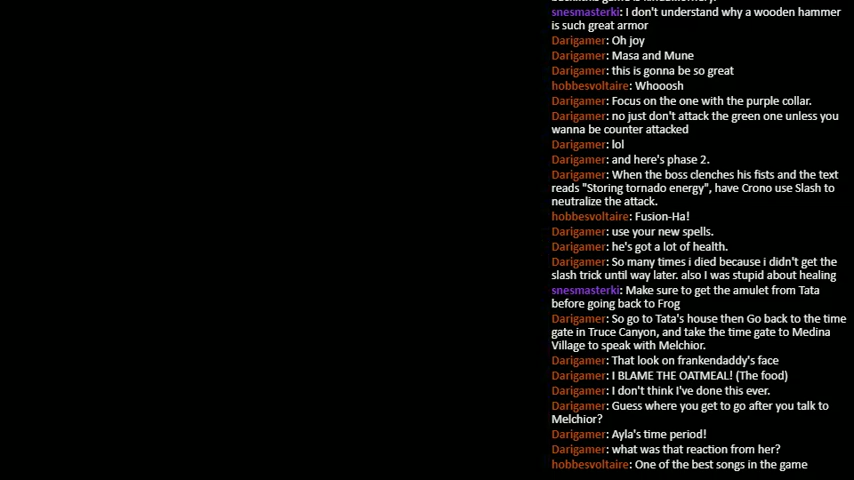 snesmasterki: I don't understand why a wooden hammer
is such great armor
Darigamer: Oh joy
Darigamer: Masa and Mune
Darigamer: this is gonna be so great
hobbesvoltaire: Whooosh
Darigamer: Focus on the one with the purple collar.
Darigamer: no just don't attack the green one unless you
wanna be counter attacked
Darigamer: lol
Darigamer: and here's phase 2.
Darigamer: When the boss clenches his fists and the text
reads "Storing tornado energy", have Crono use Slash to
neutralize the attack.
hobbesvoltaire: Fusion-Ha!
Darigamer: use your new spells.
Darigamer: he's got a lot of health.
Darigamer: So many times i died because i didn't get the
slash trick until way later. also I was stupid about healing
snesmasterki: Make sure to get the amulet from Tata
before going back to Frog
Darigamer: So go to Tata's house then Go back to the time
gate in Truce Canyon, and take the time gate to Medina
Village to speak with Melchior.
Darigamer: That look on frankendaddy's face
Darigamer: I BLAME THE OATMEAL! (The food)
Darigamer: I don't think I've done this ever.
Darigamer: Guess where you get to go after you talk to
Melchior?
Darigamer: Ayla's time period!
Darigamer: what was that reaction from her?
hobbesvoltaire: One of the best songs in the game